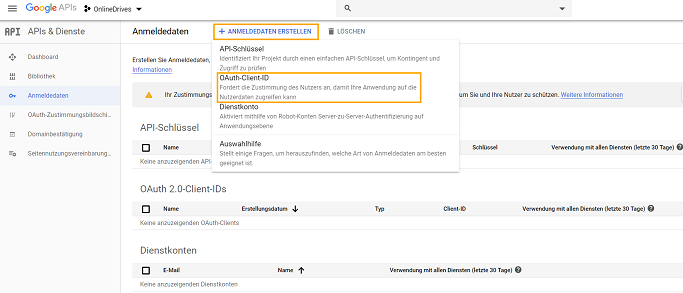 Google APIs
OnlineDrives
API APIs & Dienste
Anmeldedaten
+ ANMELDEDATEN ERSTELLEN
LÖSCHEN
Dashboard
Bibliothek
Anmeldedaten
OAuth-Zustimmungsbildschi...
Domainbestätigung
Seitennutzungsvereinbarung...
Erstellen Sie Anmeldedaten,
Informationen
API-Schlüssel
Identifiziert Ihr Projekt durch einen einfachen API-Schlüssel, um Kontingent und
Zugriff zu prüfen
OAuth-Client-ID
Fordert die Zustimmung des Nutzers an, damit Ihre Anwendung auf die
Nutzerdaten zugreifen kann
Dienstkonto
Aktiviert mithilfe von Robot-Konten Server-zu-Server-Authentifizierung auf
Anwendungsebene
Auswahlhilfe
Stellt einige Fragen, um herauszufinden, welche Art von Anmeldedaten am besten
geeignet ist.
Ihr Zustimmungs
um Sie und Ihre Nutzer zu schützen. Weitere Informationen
API-Schlüssel
Name
Schlüssel
Verwendung mit allen Diensten (letzte 30 Tage)
Keine anzuzeigenden API-
OAuth 2.0-Client-IDs
Name Erstellungsdatum Typ Client-ID Verwendung mit allen Diensten (letzte 30 Tage)
Keine anzuzeigenden OAuth-Clients
Dienstkonten
E-Mail Name Verwendung mit allen Diensten (letzte 30 Tage)
Keine anzuzeigenden Dienstkonten